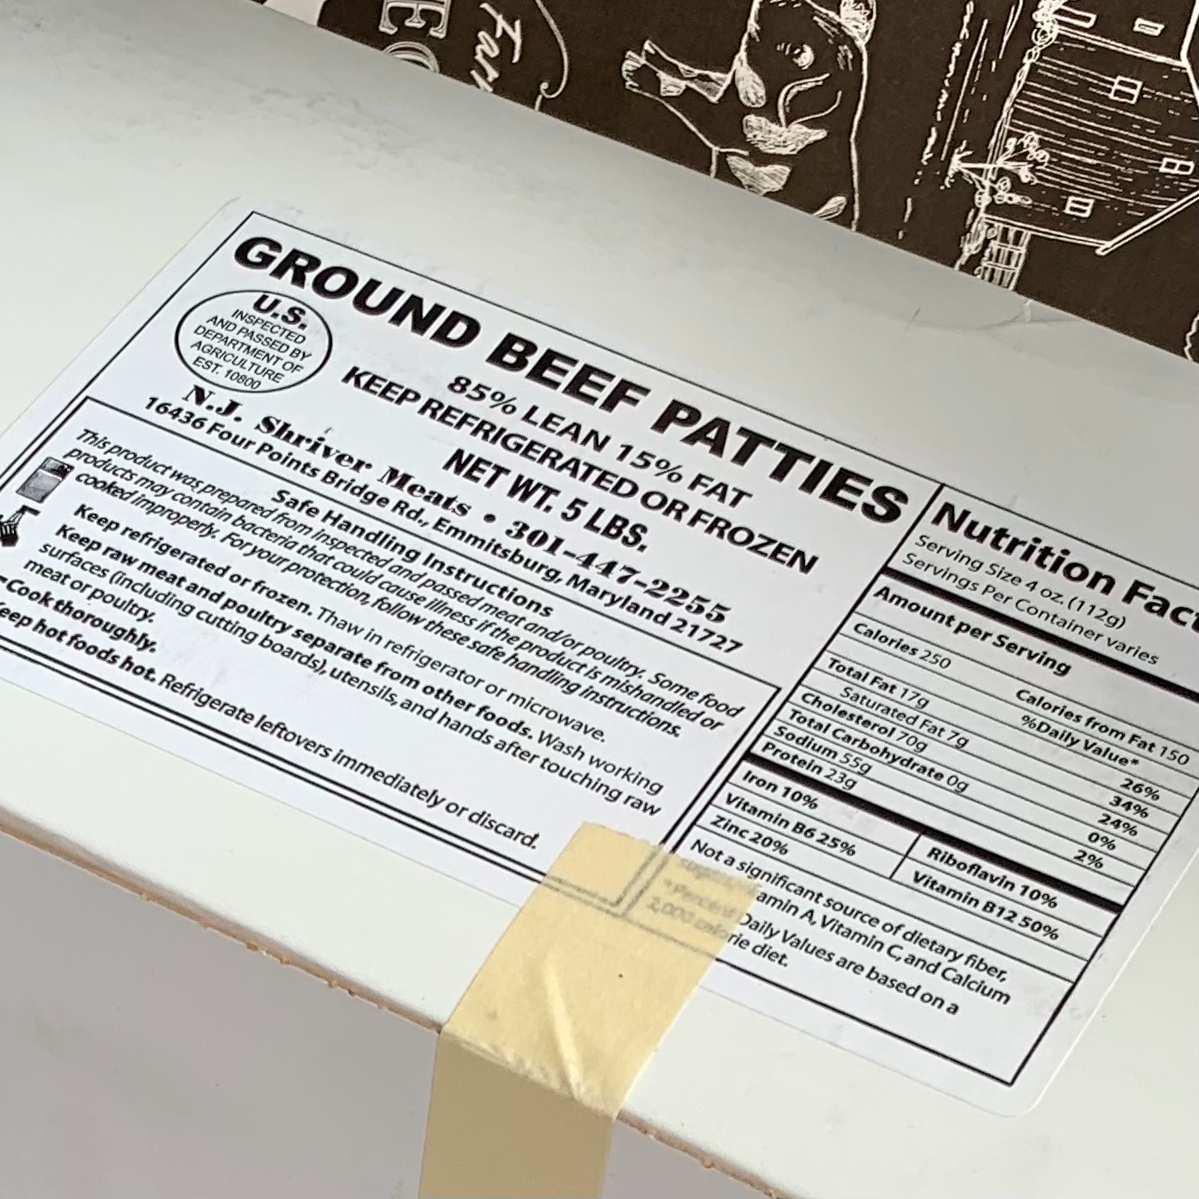 Far
E
GROUND BEEF PATTIES
85% LEAN 15% FAT
KEEP REFRIGERATED OR FROZEN
NET WT. 5 LBS.
U.S.
INSPECTED
AND PASSED BY
DEPARTMENT OF
AGRICULTURE
EST. 10800
N.J. Shriver Meats • 301-447-2255
16436 Four Points Bridge Rd., Emmitsburg, Maryland 21727
Safe Handling Instructions
This product was prepared from inspected and passed meat and/or poultry. Some food
products may contain bacteria that could cause illness if the product is mishandled or
cooked improperly. For your protection, follow these safe handling instructions.
Keep refrigerated or frozen. Thaw in refrigerator or microwave.
Keep raw meat and poultry separate from other foods. Wash working
surfaces (including cutting boards), utensils, and hands after touching raw
meat or poultry.
Cook thoroughly.
eep hot foods hot. Refrigerate leftovers immediately or discard.
Nutrition Fact
Serving Size 4 oz. (112g)
Servings Per Container varies
Amount per Serving
Calories 250 Calories from Fat 150
%Daily Value*
Total Fat 17g 26%
Saturated Fat 7g 34%
Cholesterol 70g 24%
Total Carbohydrate 0g 0%
Sodium 55g 2%
Protein 23g
Iron 10% Riboflavin 10%
Vitamin B6 25% Vitamin B12 50%
Zinc 20%
Not a significant source of dietary fiber,
sugars, amin A, Vitamin C, and Calcium
*Percent Daily Values are based on a
2,000 calorie diet.